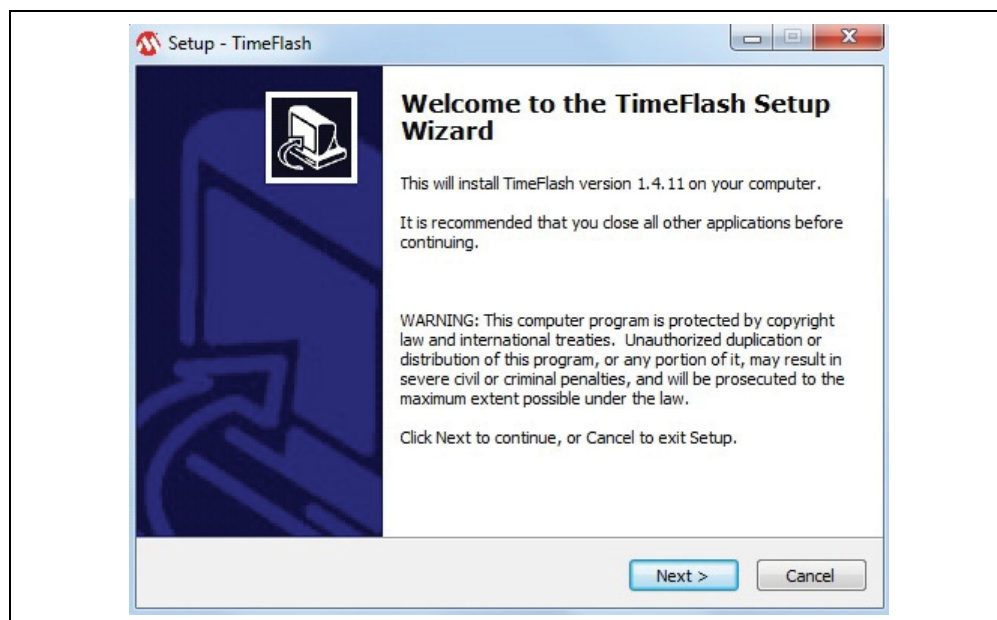 Setup - TimeFlash
Welcome to the TimeFlash Setup
Wizard
This will install TimeFlash version 1.4.11 on your computer.
It is recommended that you close all other applications before
continuing.
WARNING: This computer program is protected by copyright
law and international treaties.  Unauthorized duplication or
distribution of this program, or any portion of it, may result in
severe civil or criminal penalties, and will be prosecuted to the
maximum extent possible under the law.
Click Next to continue, or Cancel to exit Setup.
Next >
Cancel